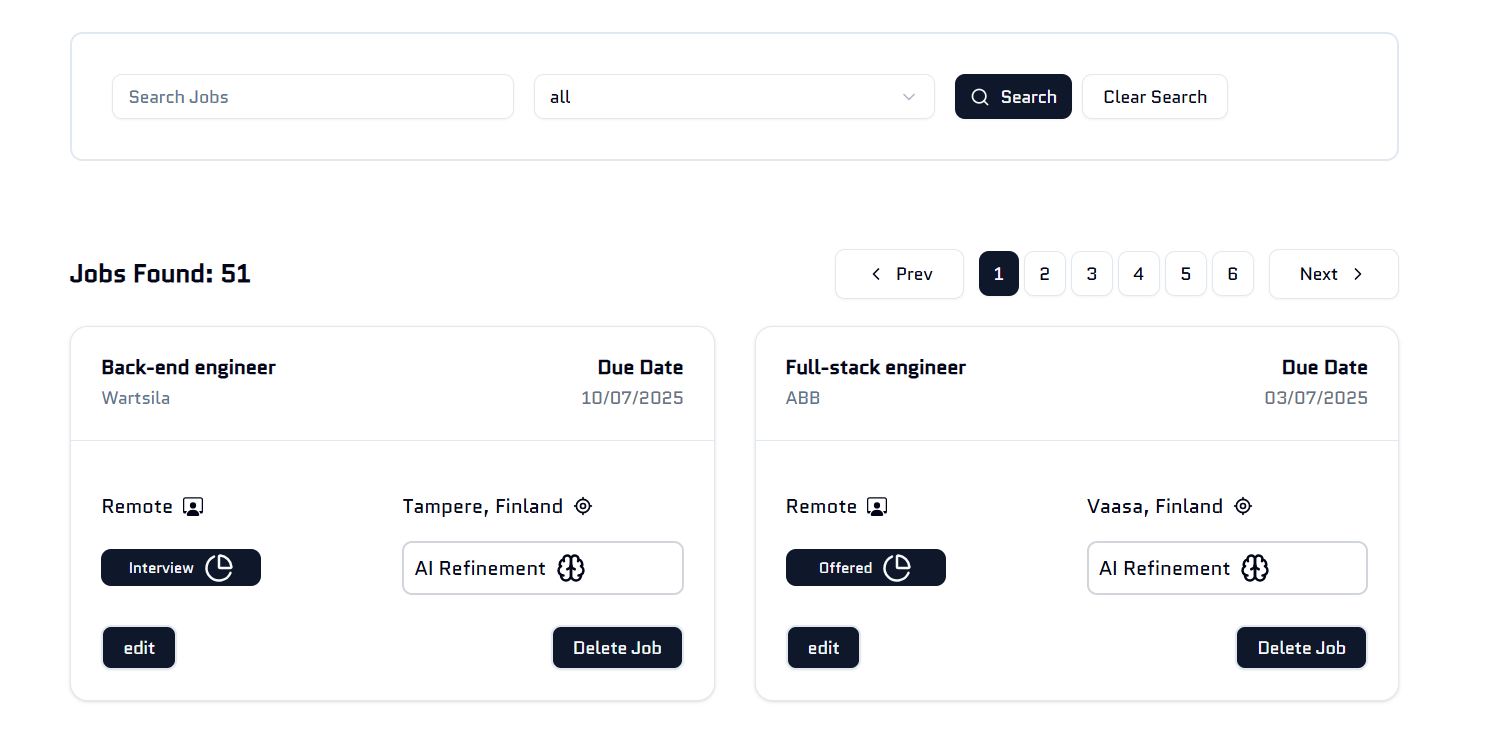 Search Jobs
all
Search
Clear Search
Jobs Found: 51
Prev
1
2
3
4
5
6
Next
Back-end engineer
Due Date
Wartsila
10/07/2025
Remote
Tampere, Finland
Interview
AI Refinement
edit
Delete Job
Full-stack engineer
Due Date
ABB
03/07/2025
Remote
Vaasa, Finland
Offered
AI Refinement
edit
Delete Job